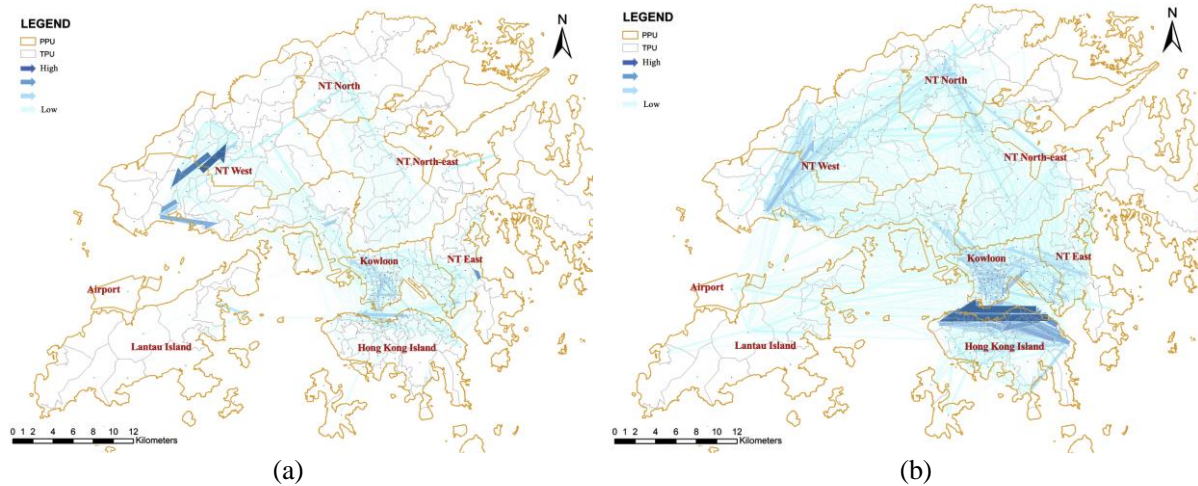 LEGEND
PPU
TPU
High
Low
N
NT North
NT North-east
NT West
Kowloon
NT East
Airport
Lantau Island
Hong Kong Island
0 1 2 4 6 8 10 12
Kilometers
(a)
LEGEND
PPU
TPU
High
Low
N
NT North
NT North-east
NT West
Kowloon
NT East
Airport
Lantau Island
Hong Kong Island
0 1 2 4 6 8 10 12
Kilometers
(b)